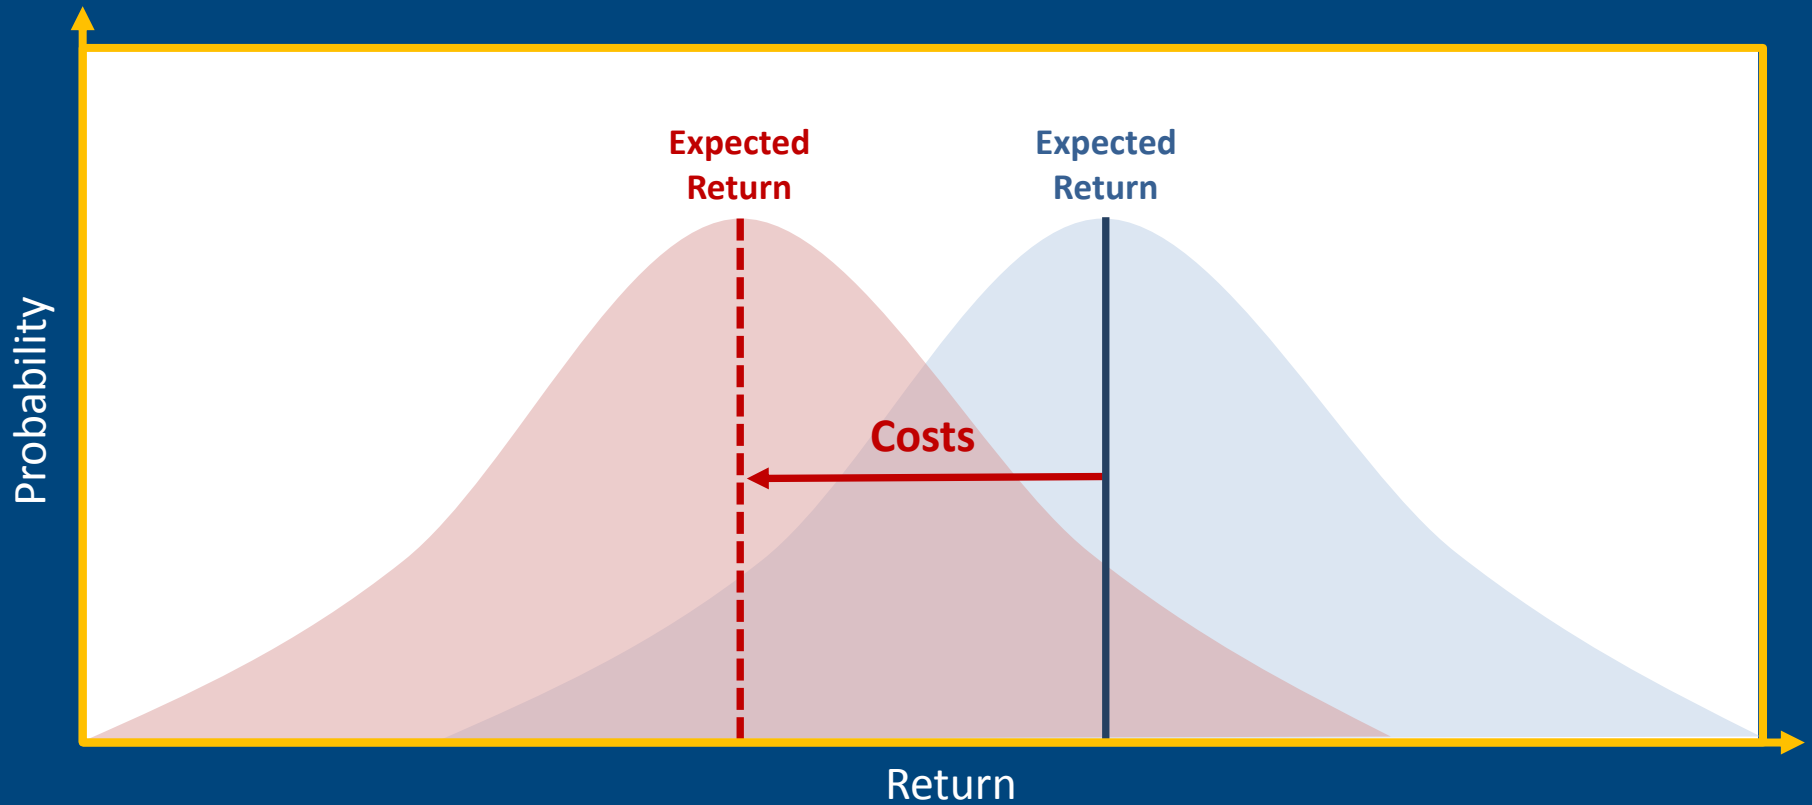 Expected
Return
Expected
Return
Costs
Probability
Return